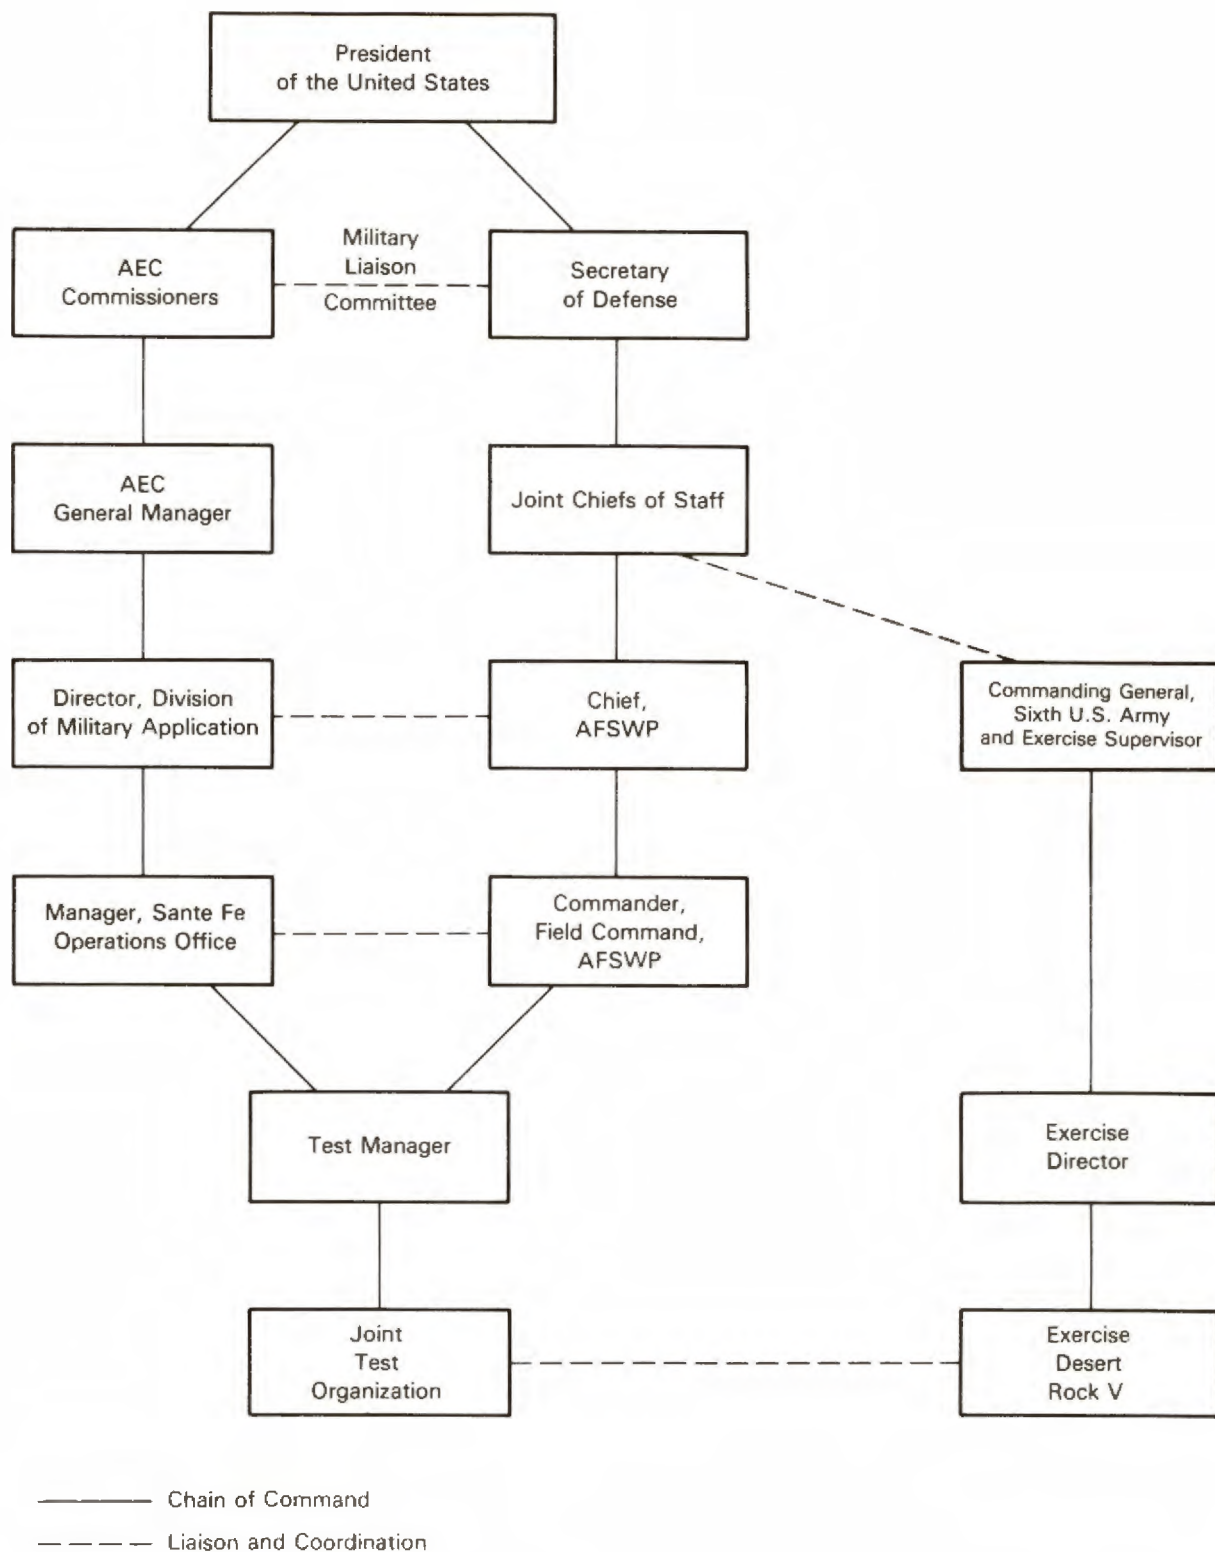 President
of the United States
AEC
Commissioners
Military
Liaison
Committee
Secretary
of Defense
AEC
General Manager
Joint Chiefs of Staff
Director, Division
of Military Application
Chief,
AFSWP
Commanding General,
Sixth U.S. Army
and Exercise Supervisor
Manager, Sante Fe
Operations Office
Commander,
Field Command,
AFSWP
Test Manager
Exercise
Director
Joint
Test
Organization
Exercise
Desert
Rock V
Chain of Command
Liaison and Coordination